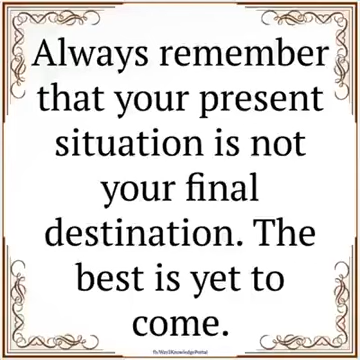 Always remember
that your present
situation is not
your final
destination. The
best is yet to
come.